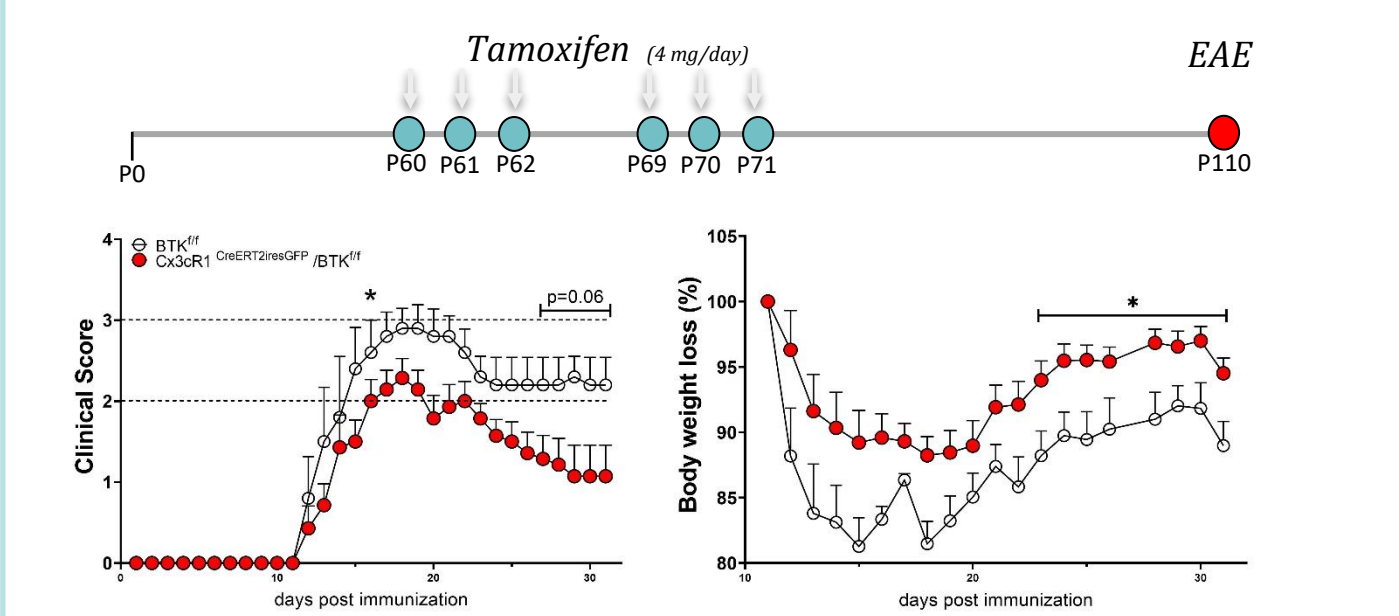 Tamoxifen (4 mg/day)
EAE
P0
P60 P61 P62 P69 P70 P71
P110
BTK^f/f
Cx3cR1 ^CreERT2iresGFP /BTK^f/f
*
p=0.06
4
3
2
1
0
Clinical Score
0 10 20 30
days post immunization
*
105
100
95
90
85
80
Body weight loss (%)
10 20 30
days post immunization